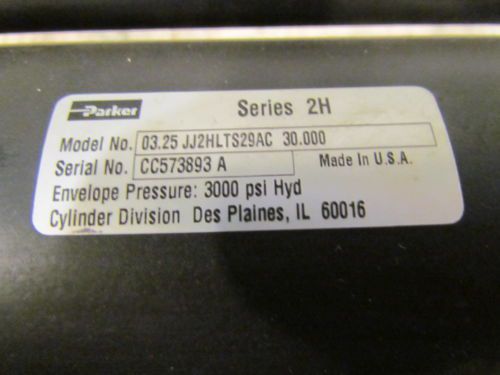 Parker Series 2H
Model No. 03.25 JJ2HLTS29AC 30.000
Serial No. CC573893 A Made in U.S.A.
Envelope Pressure: 3000 psi Hyd
Cylinder Division Des Plaines, IL 60016